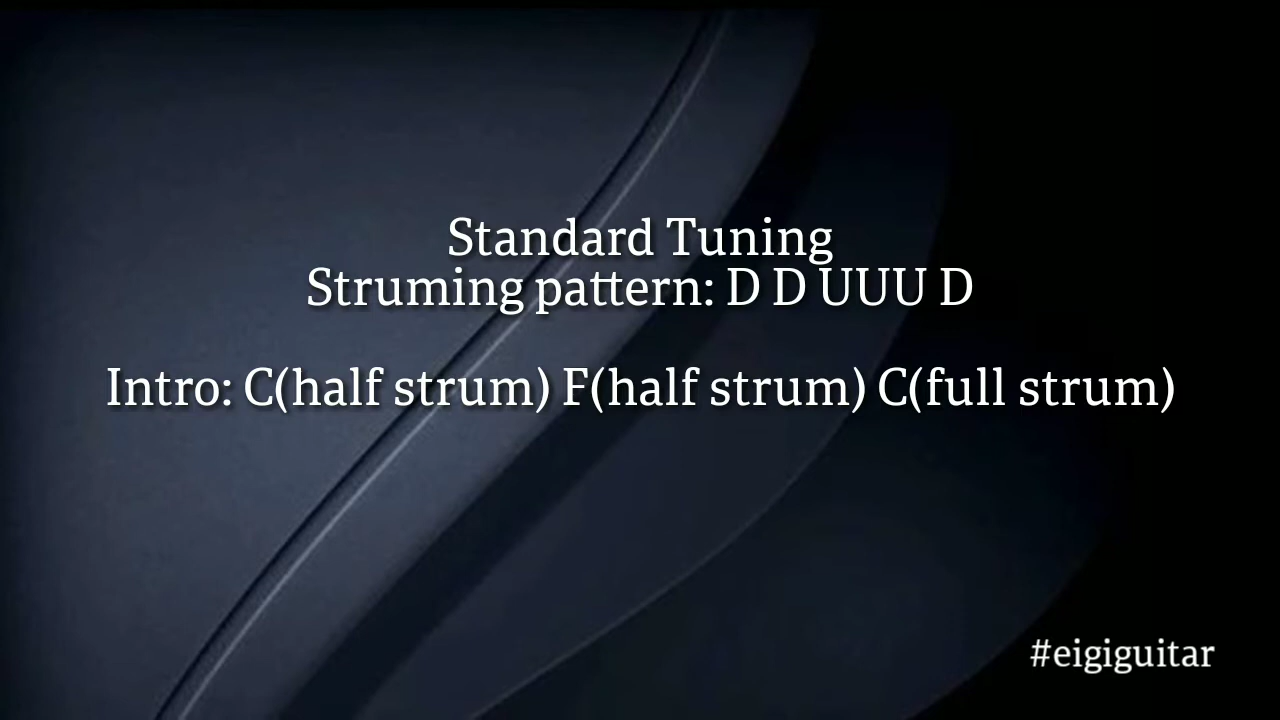 Standard Tuning
Struming pattern: D D UUU D
Intro: C(half strum) F(half strum) C(full strum)
#eigiguitar